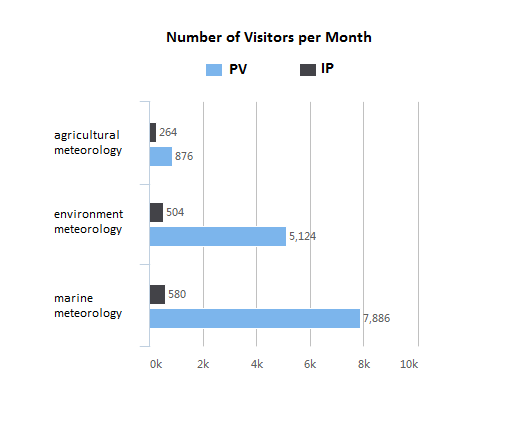 Number of Visitors per Month
PV IP
agricultural
meteorology
264
876
environment
meteorology
504
5,124
marine
meteorology
580
7,886
0k 2k 4k 6k 8k 10k